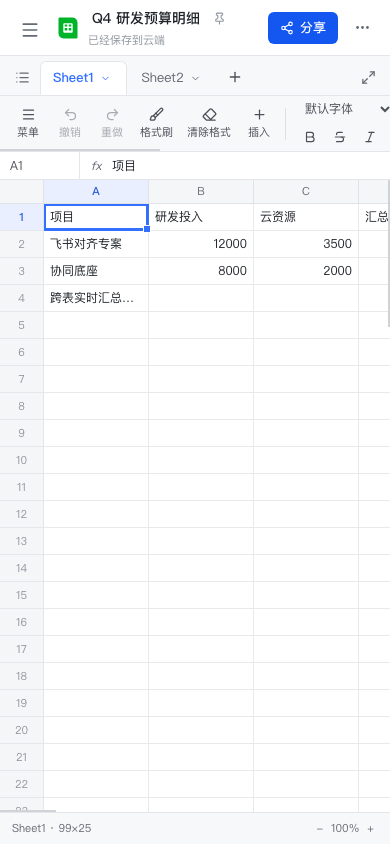 Q4 研发预算明细
已经保存到云端
分享
Sheet1
Sheet2
菜单
撤销
重做
格式刷
清除格式
插入
默认字体
B S I
A1
fx 项目
A B C
1 项目 研发投入 云资源 汇总
2 飞书对齐专案 12000 3500
3 协同底座 8000 2000
4 跨表实时汇总...
5
6
7
8
9
10
11
12
13
14
15
16
17
18
19
20
21
22
23
Sheet1 · 99×25
− 100% +